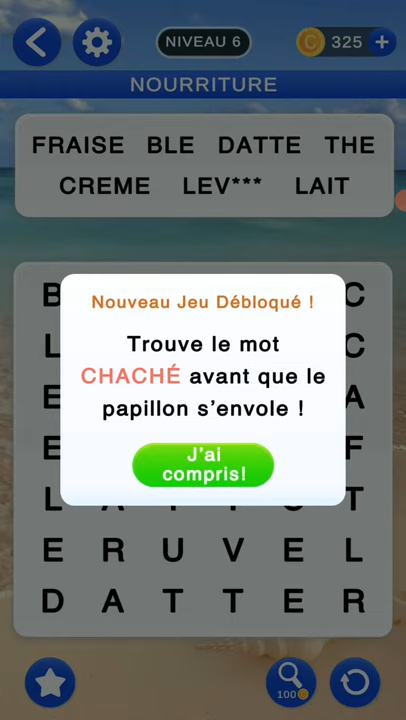 NIVEAU 6
325
NOURRITURE
FRAISE BLE DATTE THE
CREME LEV*** LAIT
Nouveau Jeu Débloqué !
Trouve le mot
CHACHÉ avant que le
papillon s'envole !
J'ai
compris!
B C
L C
E A
E F
T
E R U V E L
D A T T E R
100